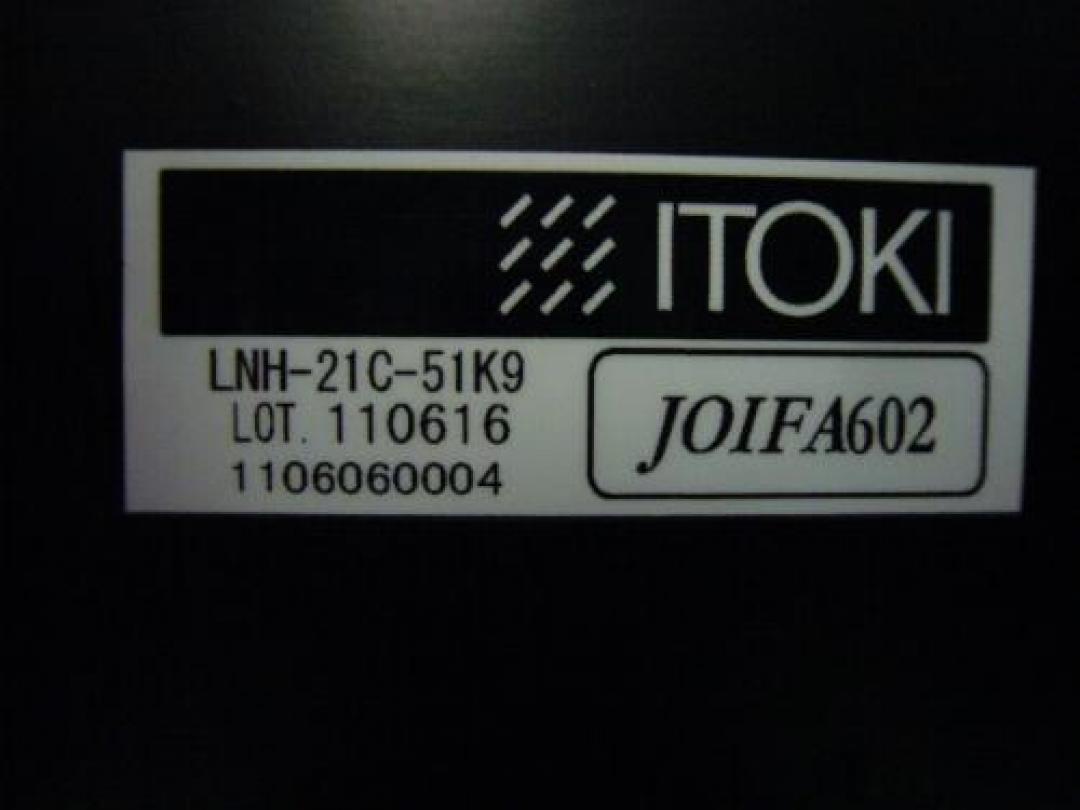 ITOKI
LNH-21C-51K9
LOT. 110616
1106060004
JOIFA602